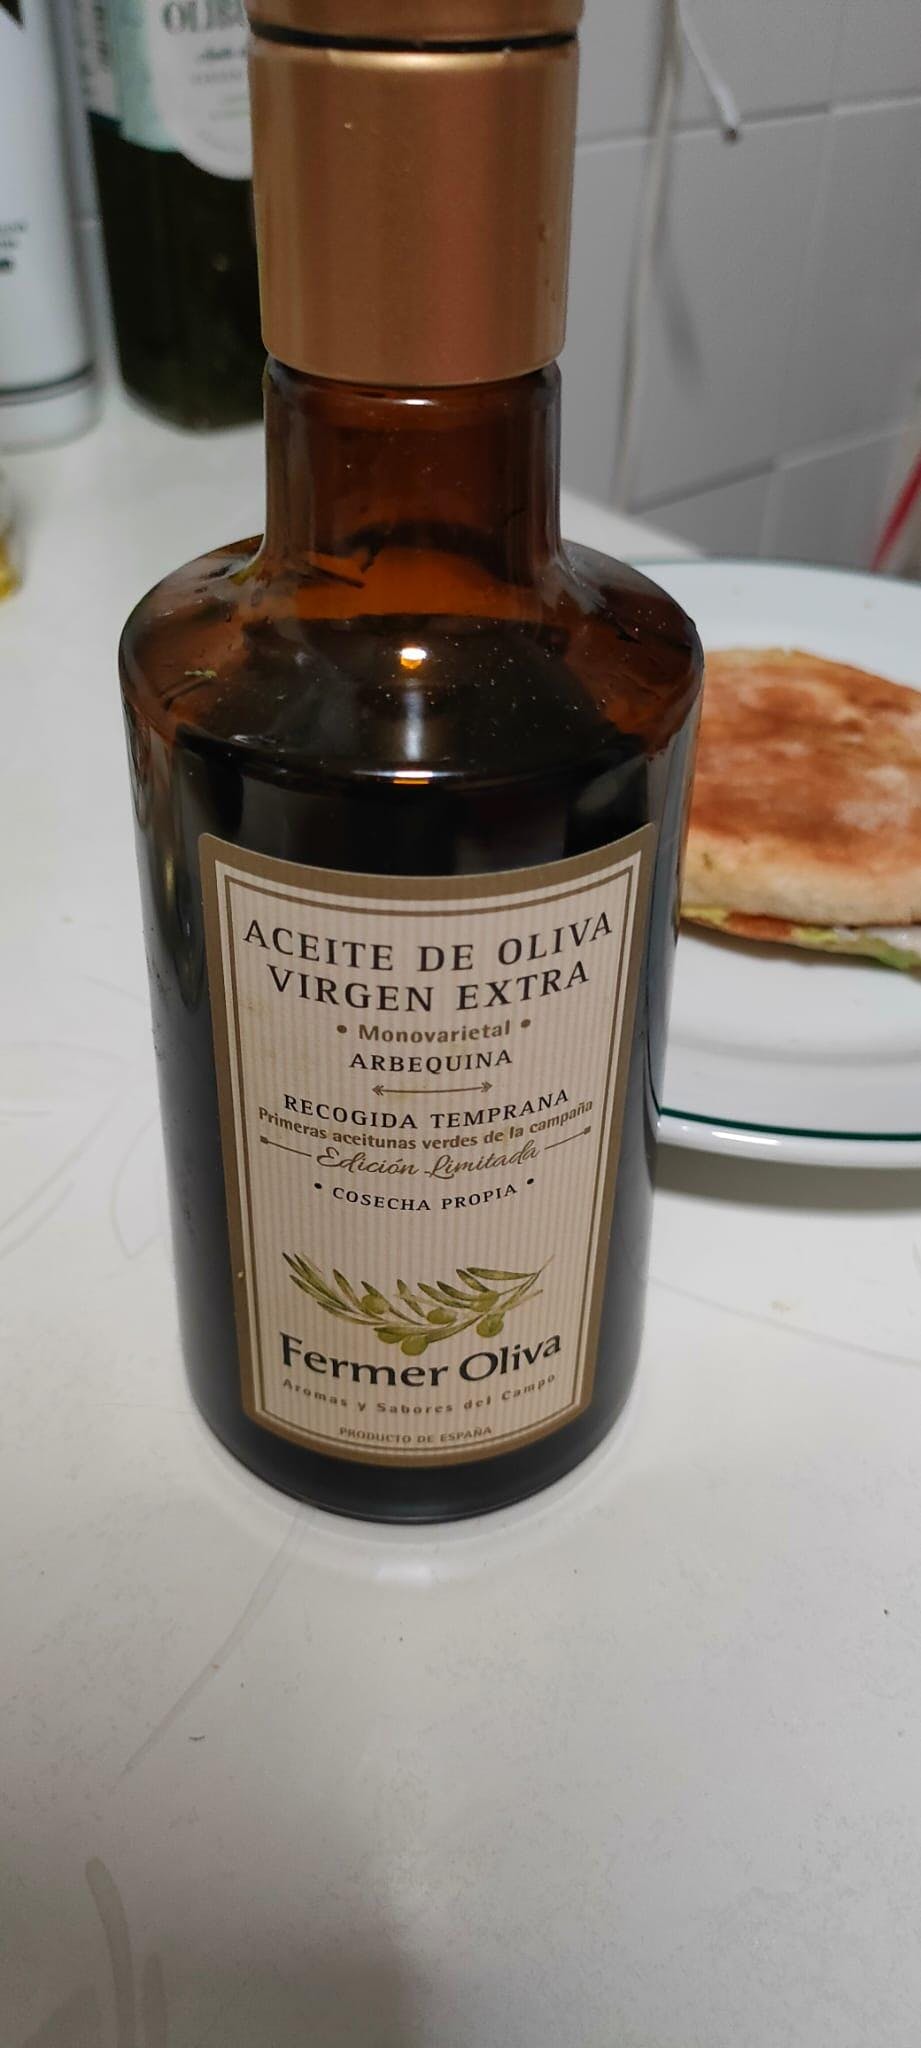 ACEITE DE OLIVA
VIRGEN EXTRA
• Monovarietal •
ARBEQUINA
RECOGIDA TEMPRANA
Primeras aceitunas verdes de la campaña
Edición Limitada
• COSECHA PROPIA •
Fermer Oliva
Aromas y Sabores del Campo
PRODUCTO DE ESPAÑA